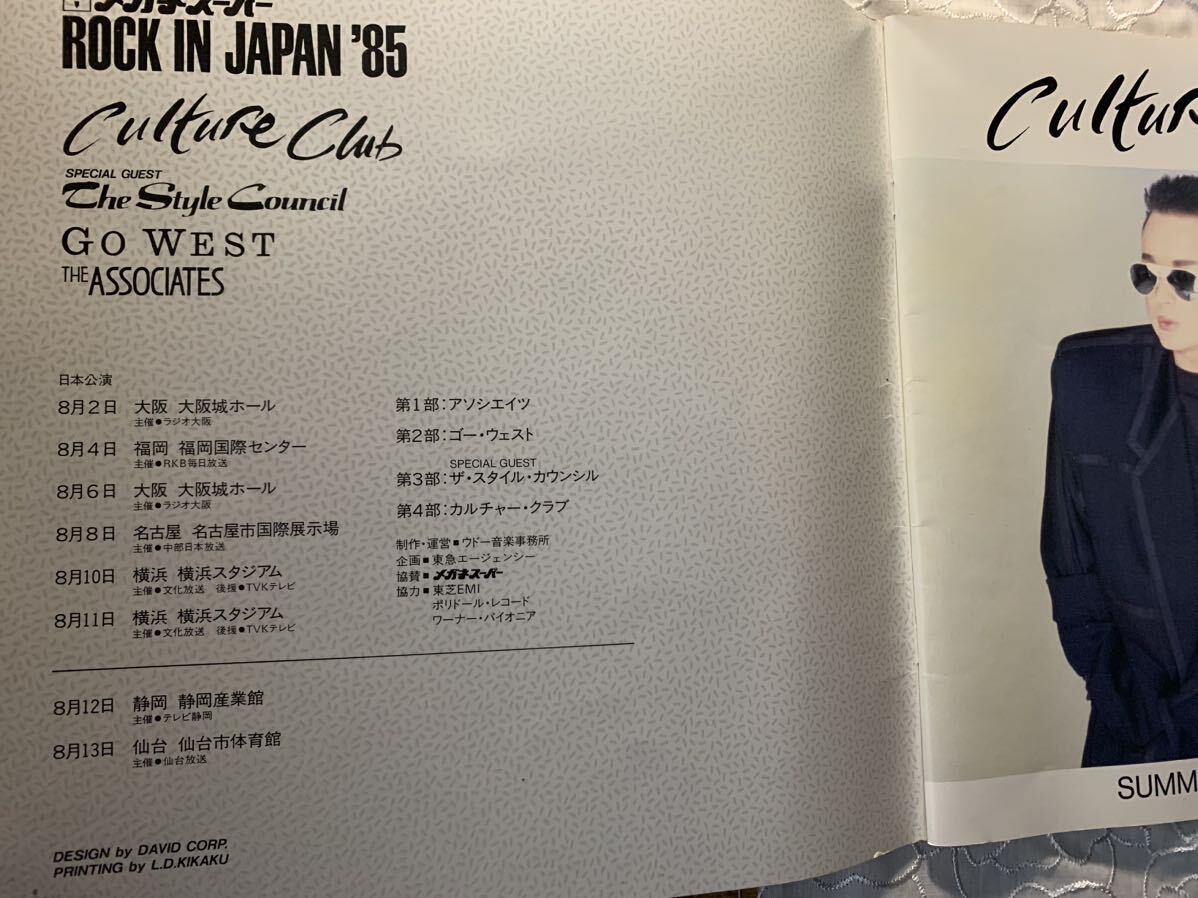 メガネスーパー
ROCK IN JAPAN '85
Culture Club
SPECIAL GUEST
The Style Council
GO WEST
THE ASSOCIATES
日本公演
8月2日 大阪 大阪城ホール
主催●ラジオ大阪
8月4日 福岡 福岡国際センター
主催●RKB毎日放送
8月6日 大阪 大阪城ホール
主催●ラジオ大阪
8月8日 名古屋 名古屋市国際展示場
主催●中部日本放送
8月10日 横浜 横浜スタジアム
主催●文化放送 後援●TVKテレビ
8月11日 横浜 横浜スタジアム
主催●文化放送 後援●TVKテレビ
8月12日 静岡 静岡産業館
主催●テレビ静岡
8月13日 仙台 仙台市体育館
主催●仙台放送
第1部：アソシエイツ
第2部：ゴー・ウェスト
SPECIAL GUEST
第3部：ザ・スタイル・カウンシル
第4部：カルチャー・クラブ
制作・運営■ウドー音楽事務所
企画■東急エージェンシー
協賛■メガネスーパー
協力■東芝EMI
ポリドール・レコード
ワーナー・パイオニア
DESIGN by DAVID CORP.
PRINTING by L.D.KIKAKU
Culture
SUMM